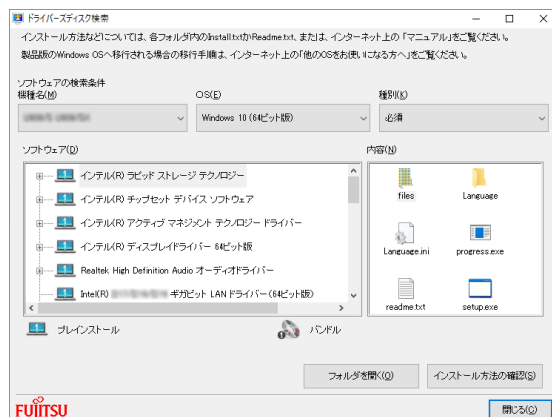 ドライバーズディスク検索
インストール方法などについては、各フォルダ内のInstall.txtかReadme.txt、または、インターネット上の「マニュアル」をご覧ください。
製品版のWindows OSへ移行される場合の移行手順は、インターネット上の「他のOSをお使いになる方へ」をご覧ください。
ソフトウェアの検索条件
機種名(M) OS(E) 種別(K)
Windows 10 (64ビット版) 必須
ソフトウェア(D) 内容(N)
インテル(R) ラピッド ストレージ テクノロジー
インテル(R) チップセット デバイス ソフトウェア
インテル(R) アクティブ マネジメント テクノロジー ドライバー
インテル(R) ディスプレイドライバー 64ビット版
Realtek High Definition Audio オーディオドライバー
Intel(R) ギガビット LAN ドライバー(64ビット版)
files Language
Language.ini progress.exe
readme.txt setup.exe
プレインストール バンドル
フォルダを開く(O) インストール方法の確認(S)
FUJITSU 閉じる(C)